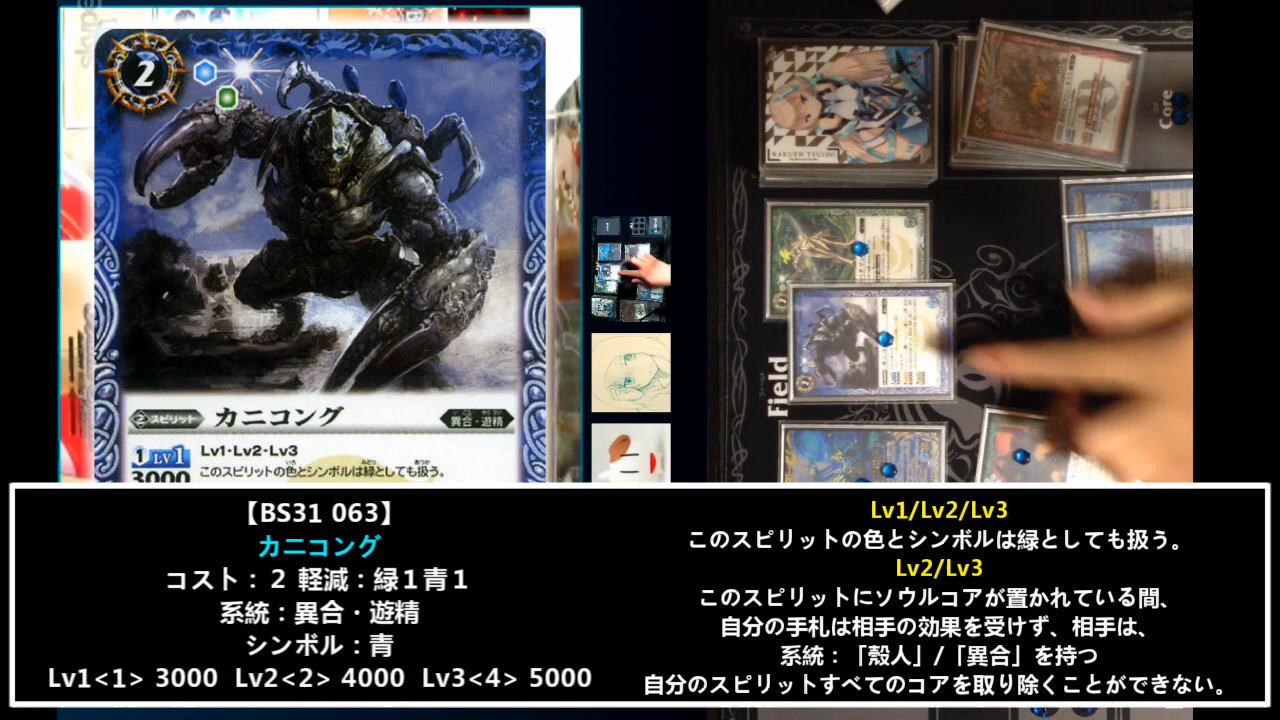 2
スピリット カニコング 異合・遊精
1 LV1 Lv1・Lv2・Lv3
3000 このスピリットの色とシンボルは緑としても扱う。
RAKUEN TSUIHO
Core
Field
【BS31 063】
カニコング
コスト：２ 軽減：緑１青１
系統：異合・遊精
シンボル：青
Lv1<1> 3000 Lv2<2> 4000 Lv3<4> 5000
Lv1/Lv2/Lv3
このスピリットの色とシンボルは緑としても扱う。
Lv2/Lv3
このスピリットにソウルコアが置かれている間、
自分の手札は相手の効果を受けず、相手は、
系統：「殻人」/「異合」を持つ
自分のスピリットすべてのコアを取り除くことができない。